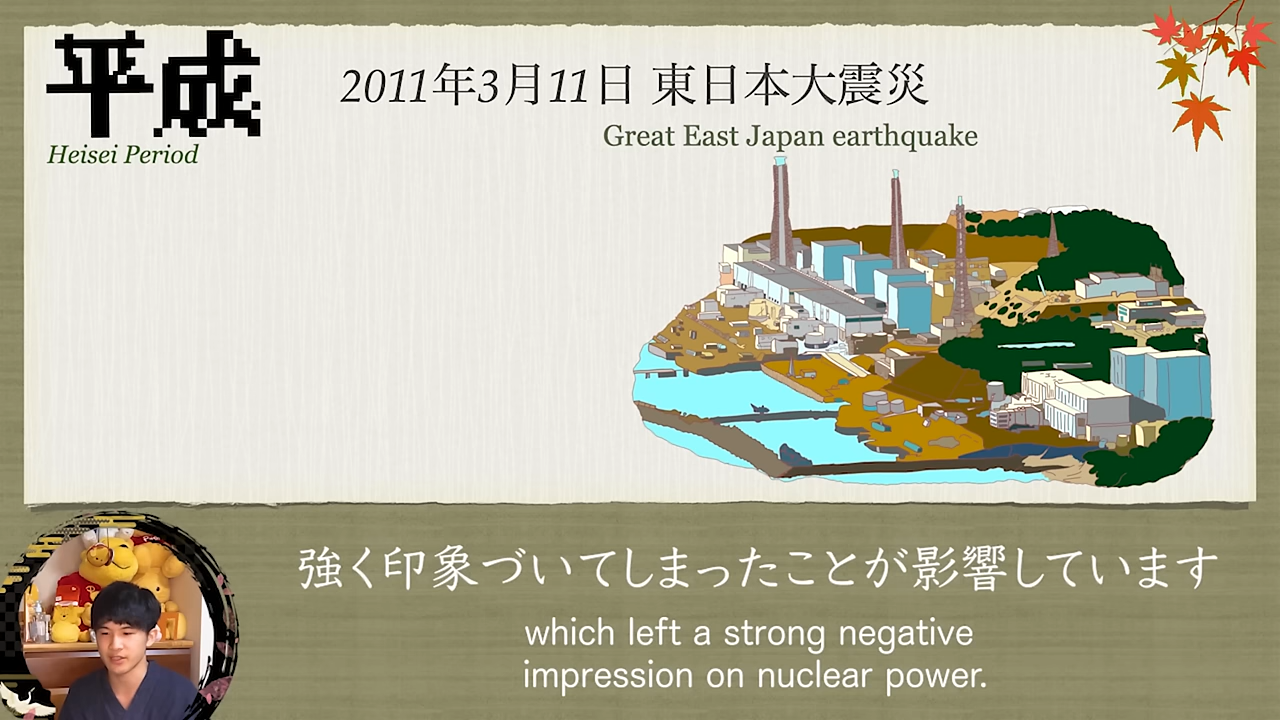 平成
Heisei Period
2011年3月11日 東日本大震災
Great East Japan earthquake
強く印象づいてしまったことが影響しています
which left a strong negative
impression on nuclear power.